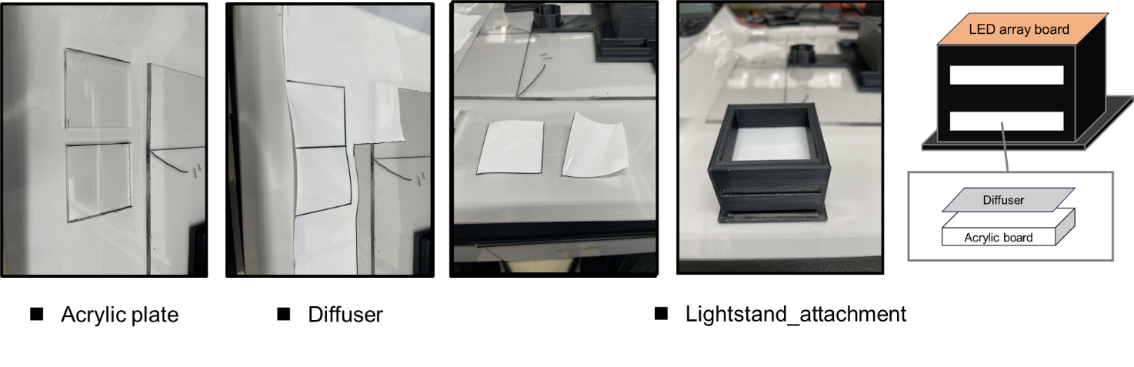 LED array board
Diffuser
Acrylic board
■ Acrylic plate
■ Diffuser
■ Lightstand_attachment